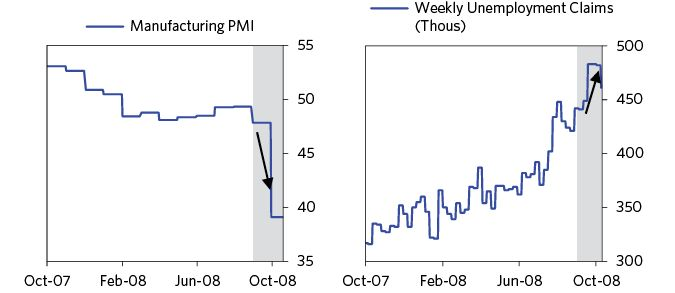 Manufacturing PMI
55
50
45
40
35
Oct-07 Feb-08 Jun-08 Oct-08
Weekly Unemployment Claims
(Thous)
500
450
400
350
300
Oct-07 Feb-08 Jun-08 Oct-08